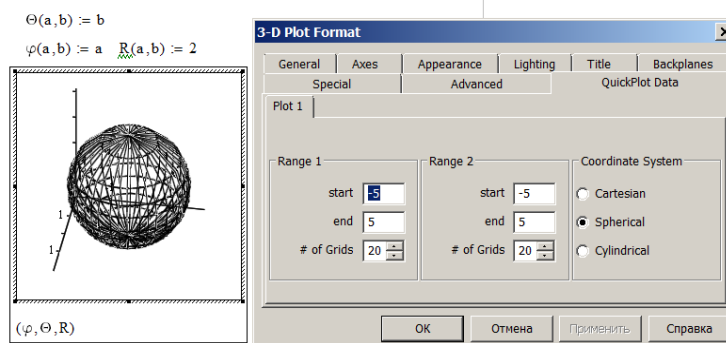 Θ(a,b) := b
φ(a,b) := a R(a,b) := 2
1
1
(φ,Θ,R)
3-D Plot Format
General Axes Appearance Lighting Title Backplanes
Special Advanced QuickPlot Data
Plot 1
Range 1 Range 2 Coordinate System
start -5 start -5 Cartesian
end 5 end 5 Spherical
# of Grids 20 # of Grids 20 Cylindrical
OK Отмена Применить Справка